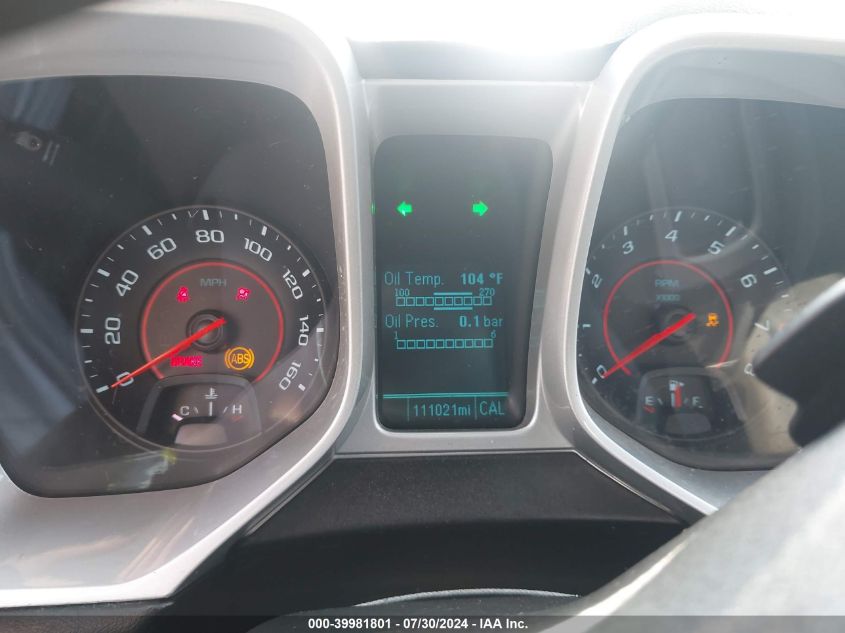 0 20 40 60 80 100 120 140 160
MPH
BRAKE
ABS
C H
Oil Temp. 104 °F
100 270
Oil Pres. 0.1 bar
1 6
111021mi CAL
0 2 3 4 5 6 7
RPM
X1000
E F
000-39981801 - 07/30/2024 - IAA Inc.